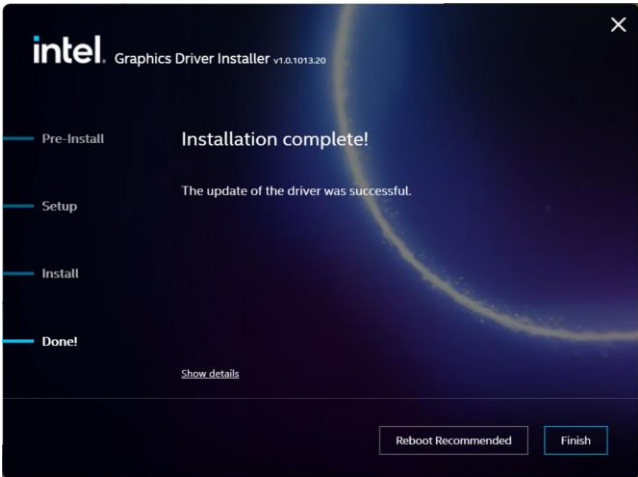 intel. Graphics Driver Installer v1.0.1013.20
Pre-Install
Installation complete!
The update of the driver was successful.
Setup
Install
Done!
Show details
Reboot Recommended
Finish